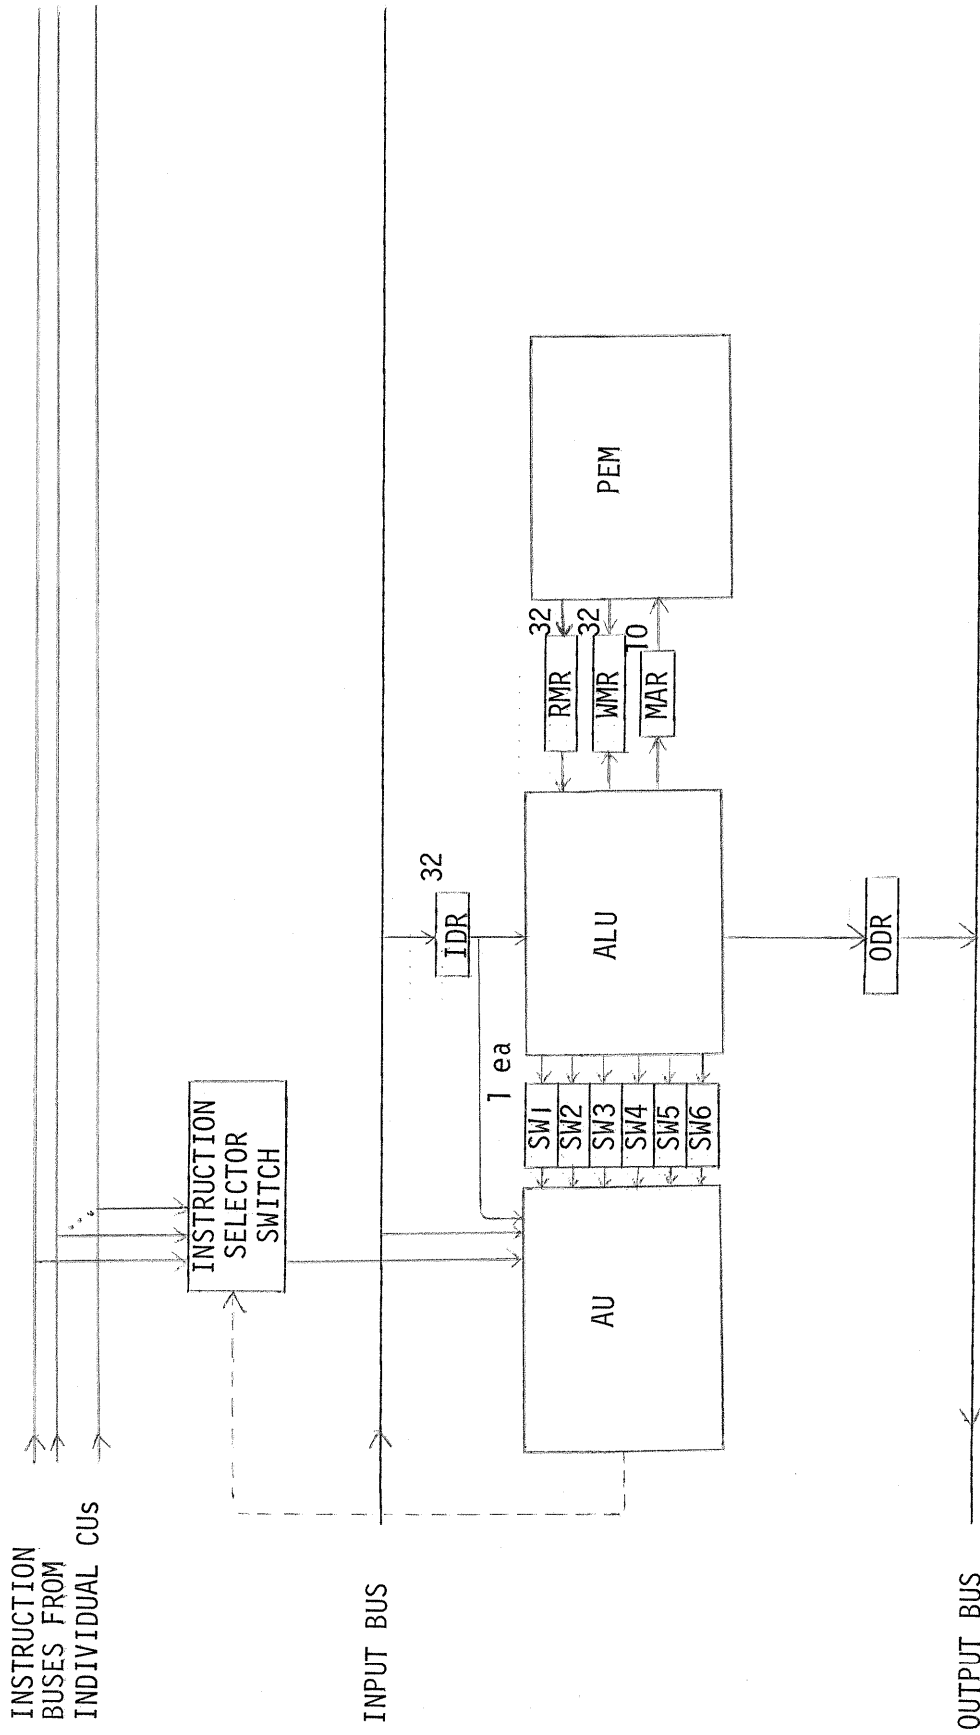 INSTRUCTION
BUSES FROM
INDIVIDUAL CUs
INSTRUCTION
SELECTOR
SWITCH
INPUT BUS
IDR
32
1 ea
AU
SW1
SW2
SW3
SW4
SW5
SW6
ALU
RMR
32
WMR
32
MAR
10
PEM
ODR
OUTPUT BUS